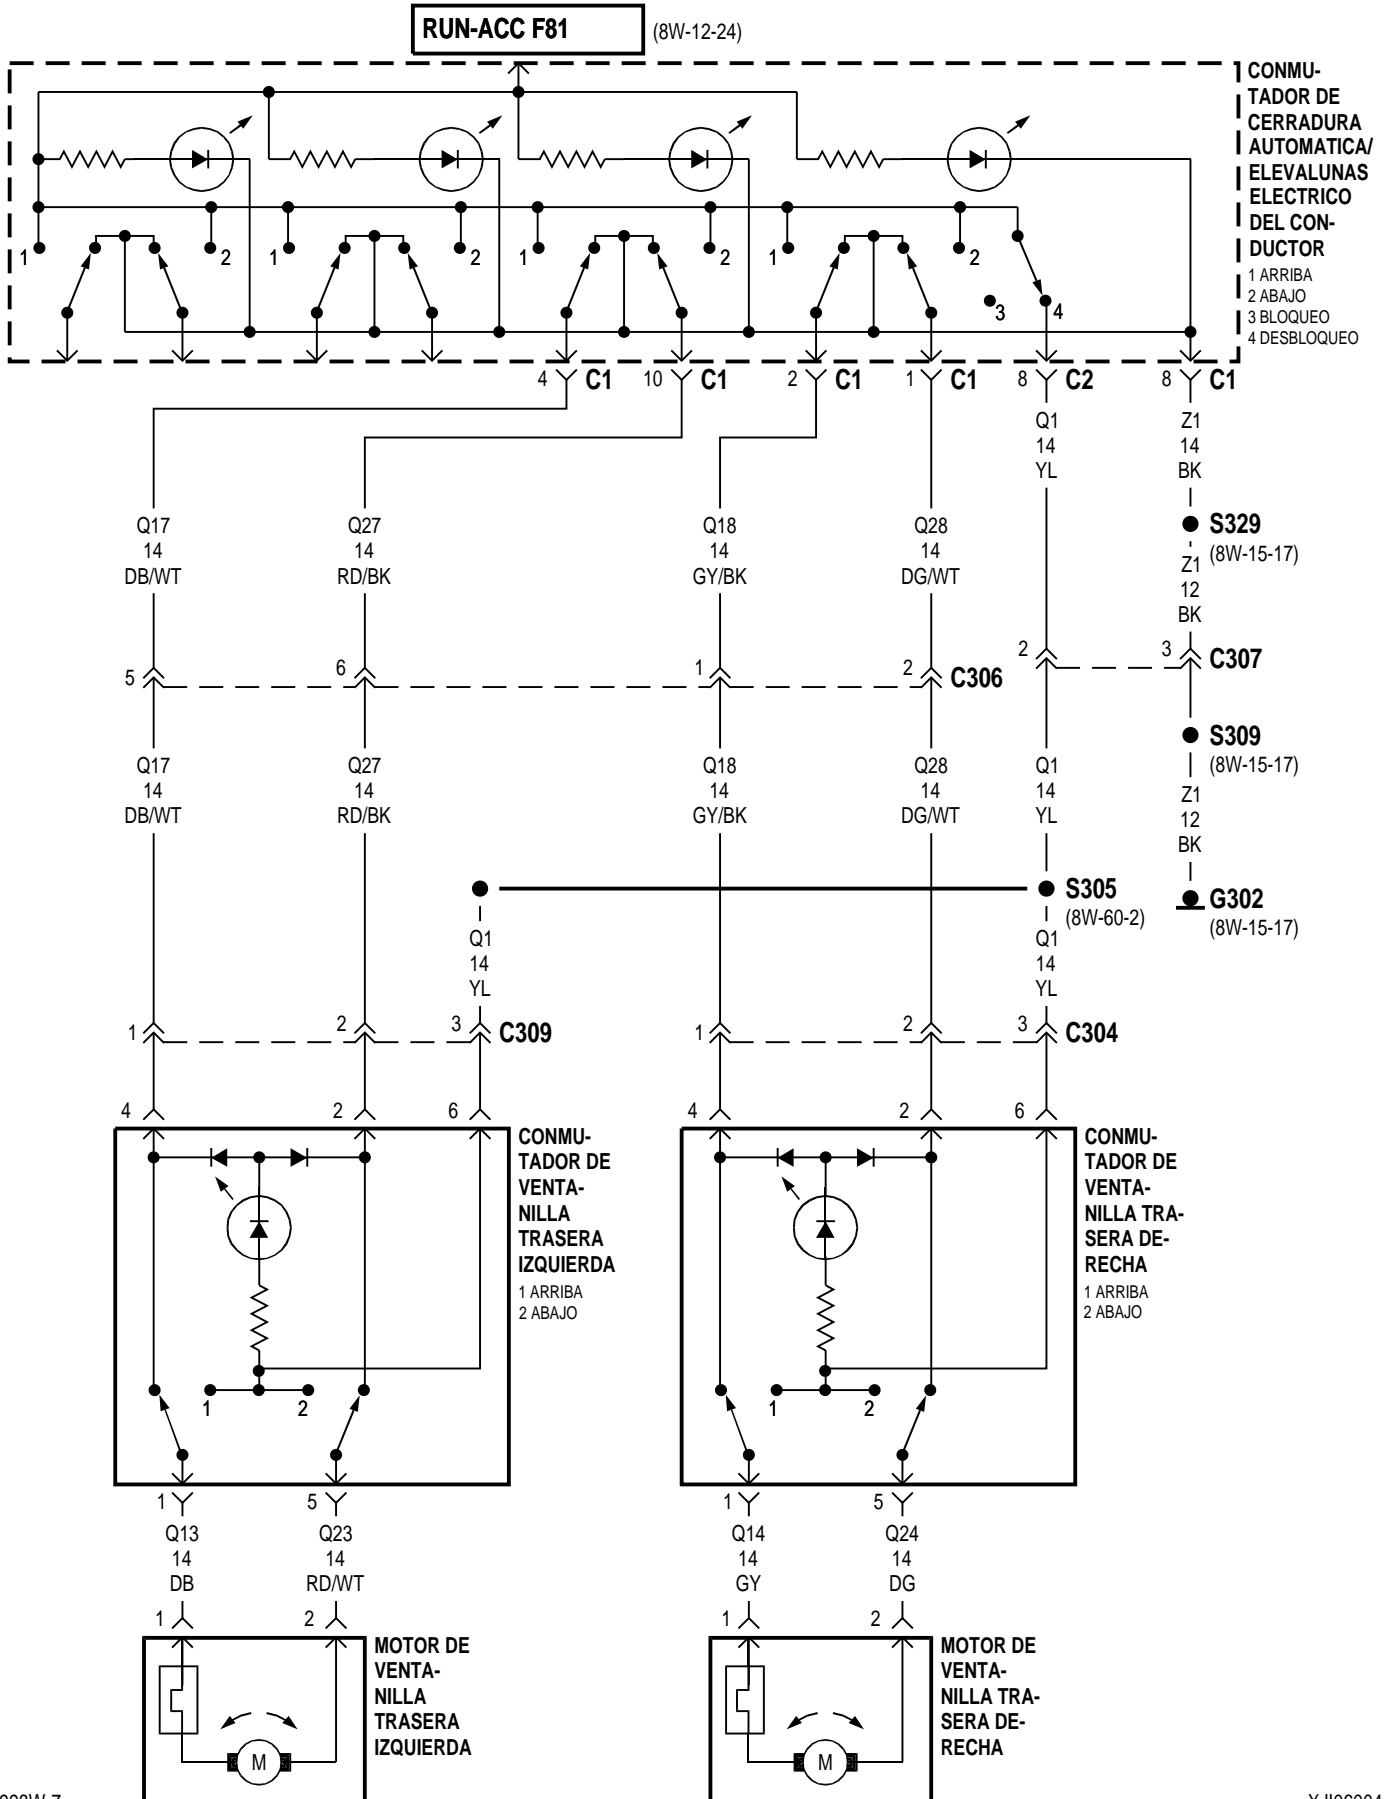 RUN-ACC F81 (8W-12-24)
CONMU-
TADOR DE
CERRADURA
AUTOMATICA/
ELEVALUNAS
ELECTRICO
DEL CON-
DUCTOR
1 ARRIBA
2 ABAJO
3 BLOQUEO
4 DESBLOQUEO
1 2 1 2 1 2 1 2
3 4
4 C1 10 C1 2 C1 1 C1 8 C2 8 C1
Q1 Z1
14 14
YL BK
Q17 Q27 Q18 Q28 S329
14 14 14 14 (8W-15-17)
DB/WT RD/BK GY/BK DG/WT
Z1
12
BK
2 3 C307
5 6 1 2 C306
S309
(8W-15-17)
Q17 Q27 Q18 Q28 Q1
14 14 14 14 14
DB/WT RD/BK GY/BK DG/WT YL
Z1
12
BK
S305 G302
(8W-60-2) (8W-15-17)
Q1 Q1
14 14
YL YL
1 2 3 C309 1 2 3 C304
4 2 6 4 2 6
CONMU-
TADOR DE
VENTA-
NILLA
TRASERA
IZQUIERDA
1 ARRIBA
2 ABAJO
CONMU-
TADOR DE
VENTA-
NILLA TRA-
SERA DE-
RECHA
1 ARRIBA
2 ABAJO
1 2 1 2
1 5 1 5
Q13 Q23 Q14 Q24
14 14 14 14
DB RD/WT GY DG
1 2 1 2
MOTOR DE
VENTA-
NILLA
TRASERA
IZQUIERDA
MOTOR DE
VENTA-
NILLA TRA-
SERA DE-
RECHA
M M